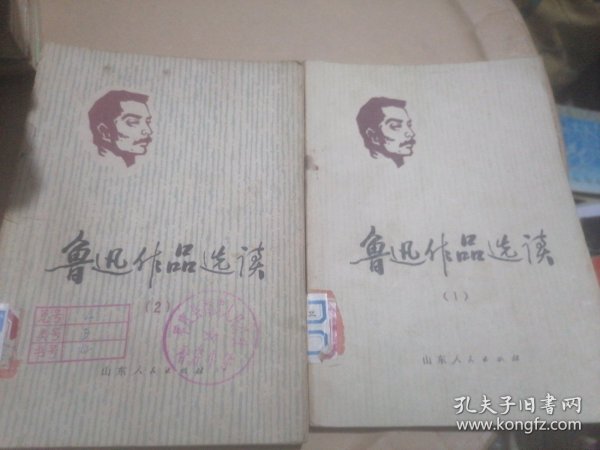 鲁迅作品选读
(2)
山东人民出版社
鲁迅作品选读
(1)
山东人民出版社
孔夫子旧书网
www.kongfz.com